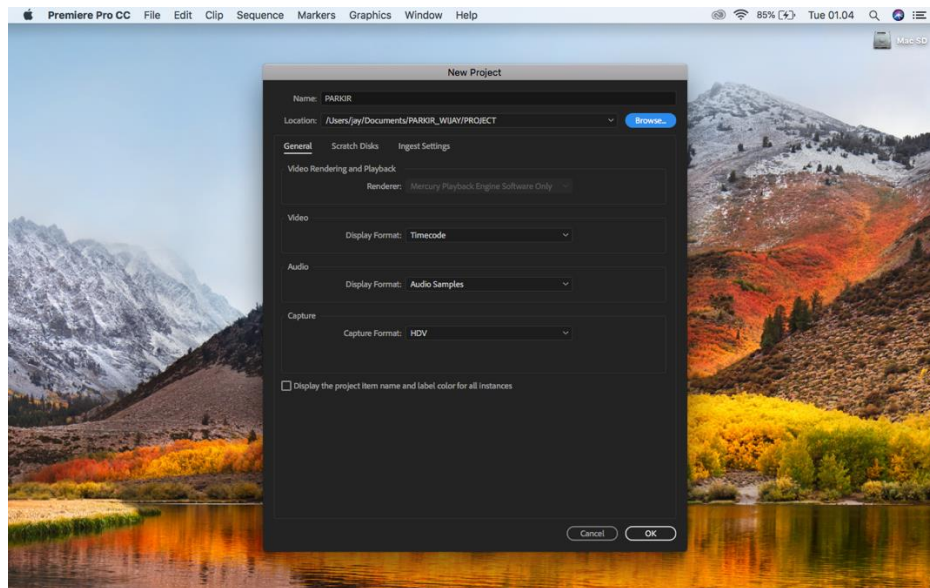 Premiere Pro CC File Edit Clip Sequence Markers Graphics Window Help 85% Tue 01.04
Mac SD
New Project
Name: PARKIR
Location: /Users/jay/Documents/PARKIR_WIJAY/PROJECT Browse...
General Scratch Disks Ingest Settings
Video Rendering and Playback
Renderer: Mercury Playback Engine Software Only
Video
Display Format: Timecode
Audio
Display Format: Audio Samples
Capture
Capture Format: HDV
Display the project item name and label color for all instances
Cancel OK